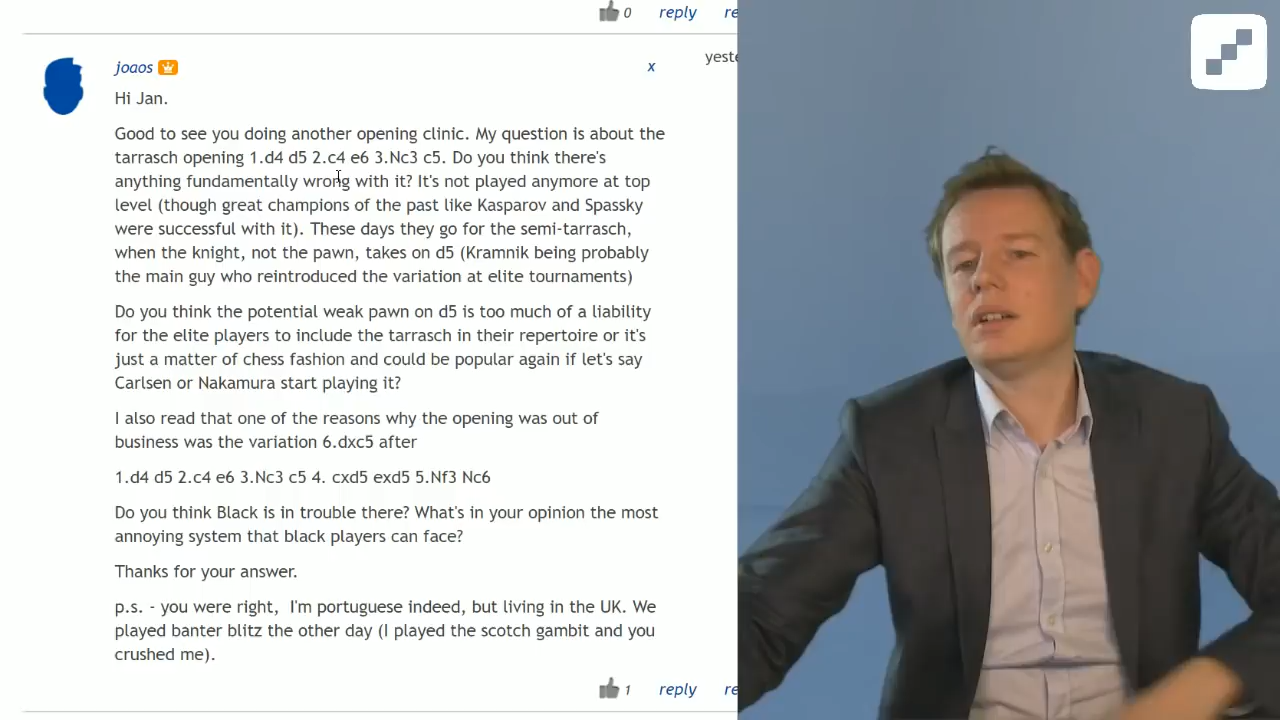 0 reply re
joaos x yeste
Hi Jan.
Good to see you doing another opening clinic. My question is about the
tarrasch opening 1.d4 d5 2.c4 e6 3.Nc3 c5. Do you think there's
anything fundamentally wrong with it? It's not played anymore at top
level (though great champions of the past like Kasparov and Spassky
were successful with it). These days they go for the semi-tarrasch,
when the knight, not the pawn, takes on d5 (Kramnik being probably
the main guy who reintroduced the variation at elite tournaments)
Do you think the potential weak pawn on d5 is too much of a liability
for the elite players to include the tarrasch in their repertoire or it's
just a matter of chess fashion and could be popular again if let's say
Carlsen or Nakamura start playing it?
I also read that one of the reasons why the opening was out of
business was the variation 6.dxc5 after
1.d4 d5 2.c4 e6 3.Nc3 c5 4. cxd5 exd5 5.Nf3 Nc6
Do you think Black is in trouble there? What's in your opinion the most
annoying system that black players can face?
Thanks for your answer.
p.s. - you were right, I'm portuguese indeed, but living in the UK. We
played banter blitz the other day (I played the scotch gambit and you
crushed me).
1 reply re